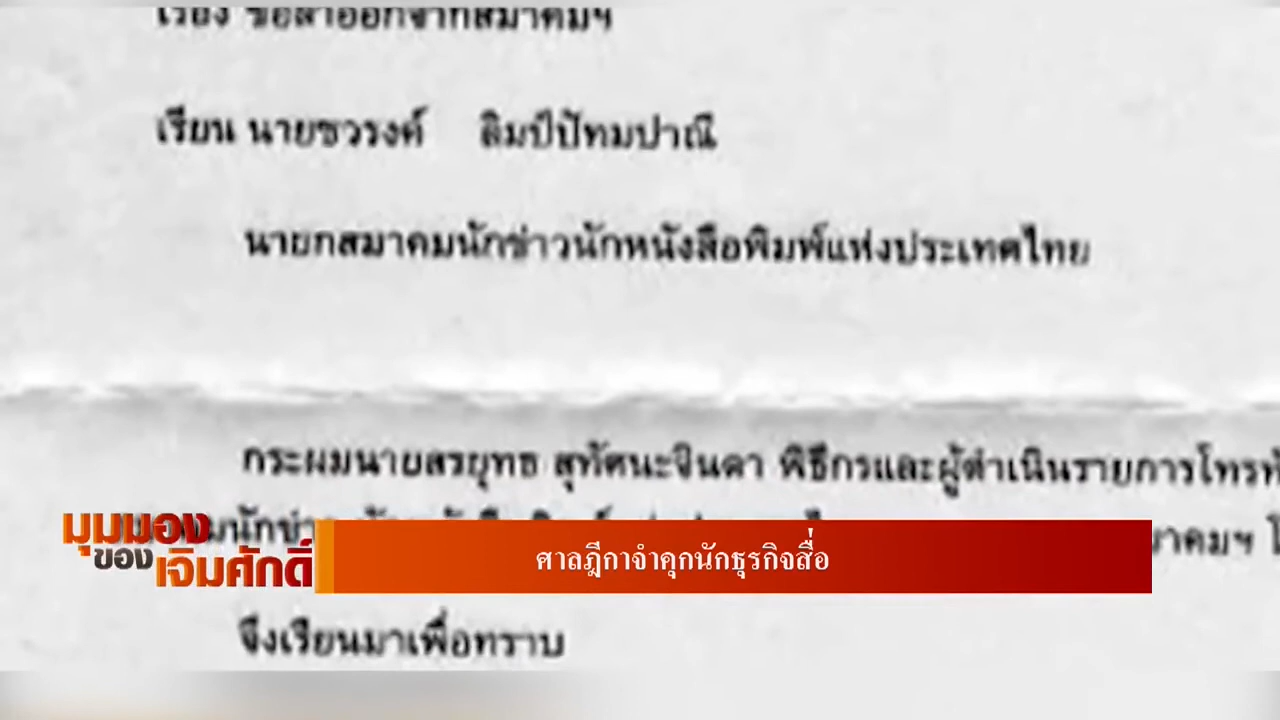 เรื่อง ขอลาออกจากสมาคมฯ
เรียน นายชวรงค์ ลิมป์ปัทมปาณี
นายกสมาคมนักข่าวนักหนังสือพิมพ์แห่งประเทศไทย
กระผมนายสรยุทธ สุทัศนะจินดา พิธีกรและผู้ดำเนินรายการ
มาคมฯ
จึงเรียนมาเพื่อทราบ
มุมมอง
ของ
เจิมศักดิ์
ศาลฎีกาจำคุกนักธุรกิจสื่อ